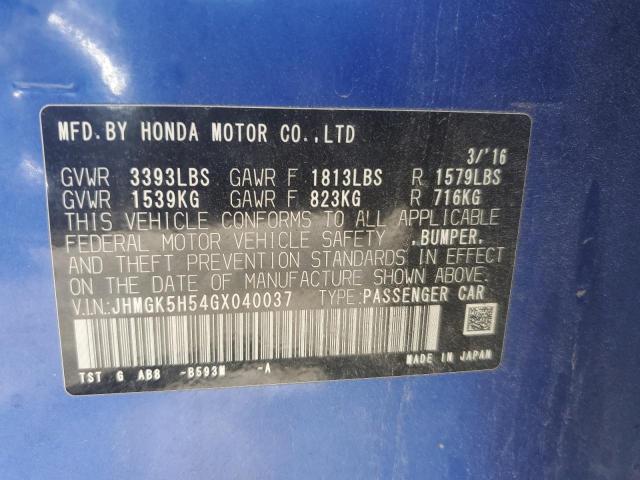 MFD.BY HONDA MOTOR CO.,LTD
3/'16
GVWR 3393LBS GAWR F 1813LBS R 1579LBS
GVWR 1539KG GAWR F 823KG R 716KG
THIS VEHICLE CONFORMS TO ALL APPLICABLE
FEDERAL MOTOR VEHICLE SAFETY ,BUMPER,
AND THEFT PREVENTION STANDARDS IN EFFECT
ON THE DATE OF MANUFACTURE SHOWN ABOVE.
V.I.N.:JHMGK5H54GX040037 TYPE:PASSENGER CAR
MADE IN JAPAN
TST G AB8 -B593M -A